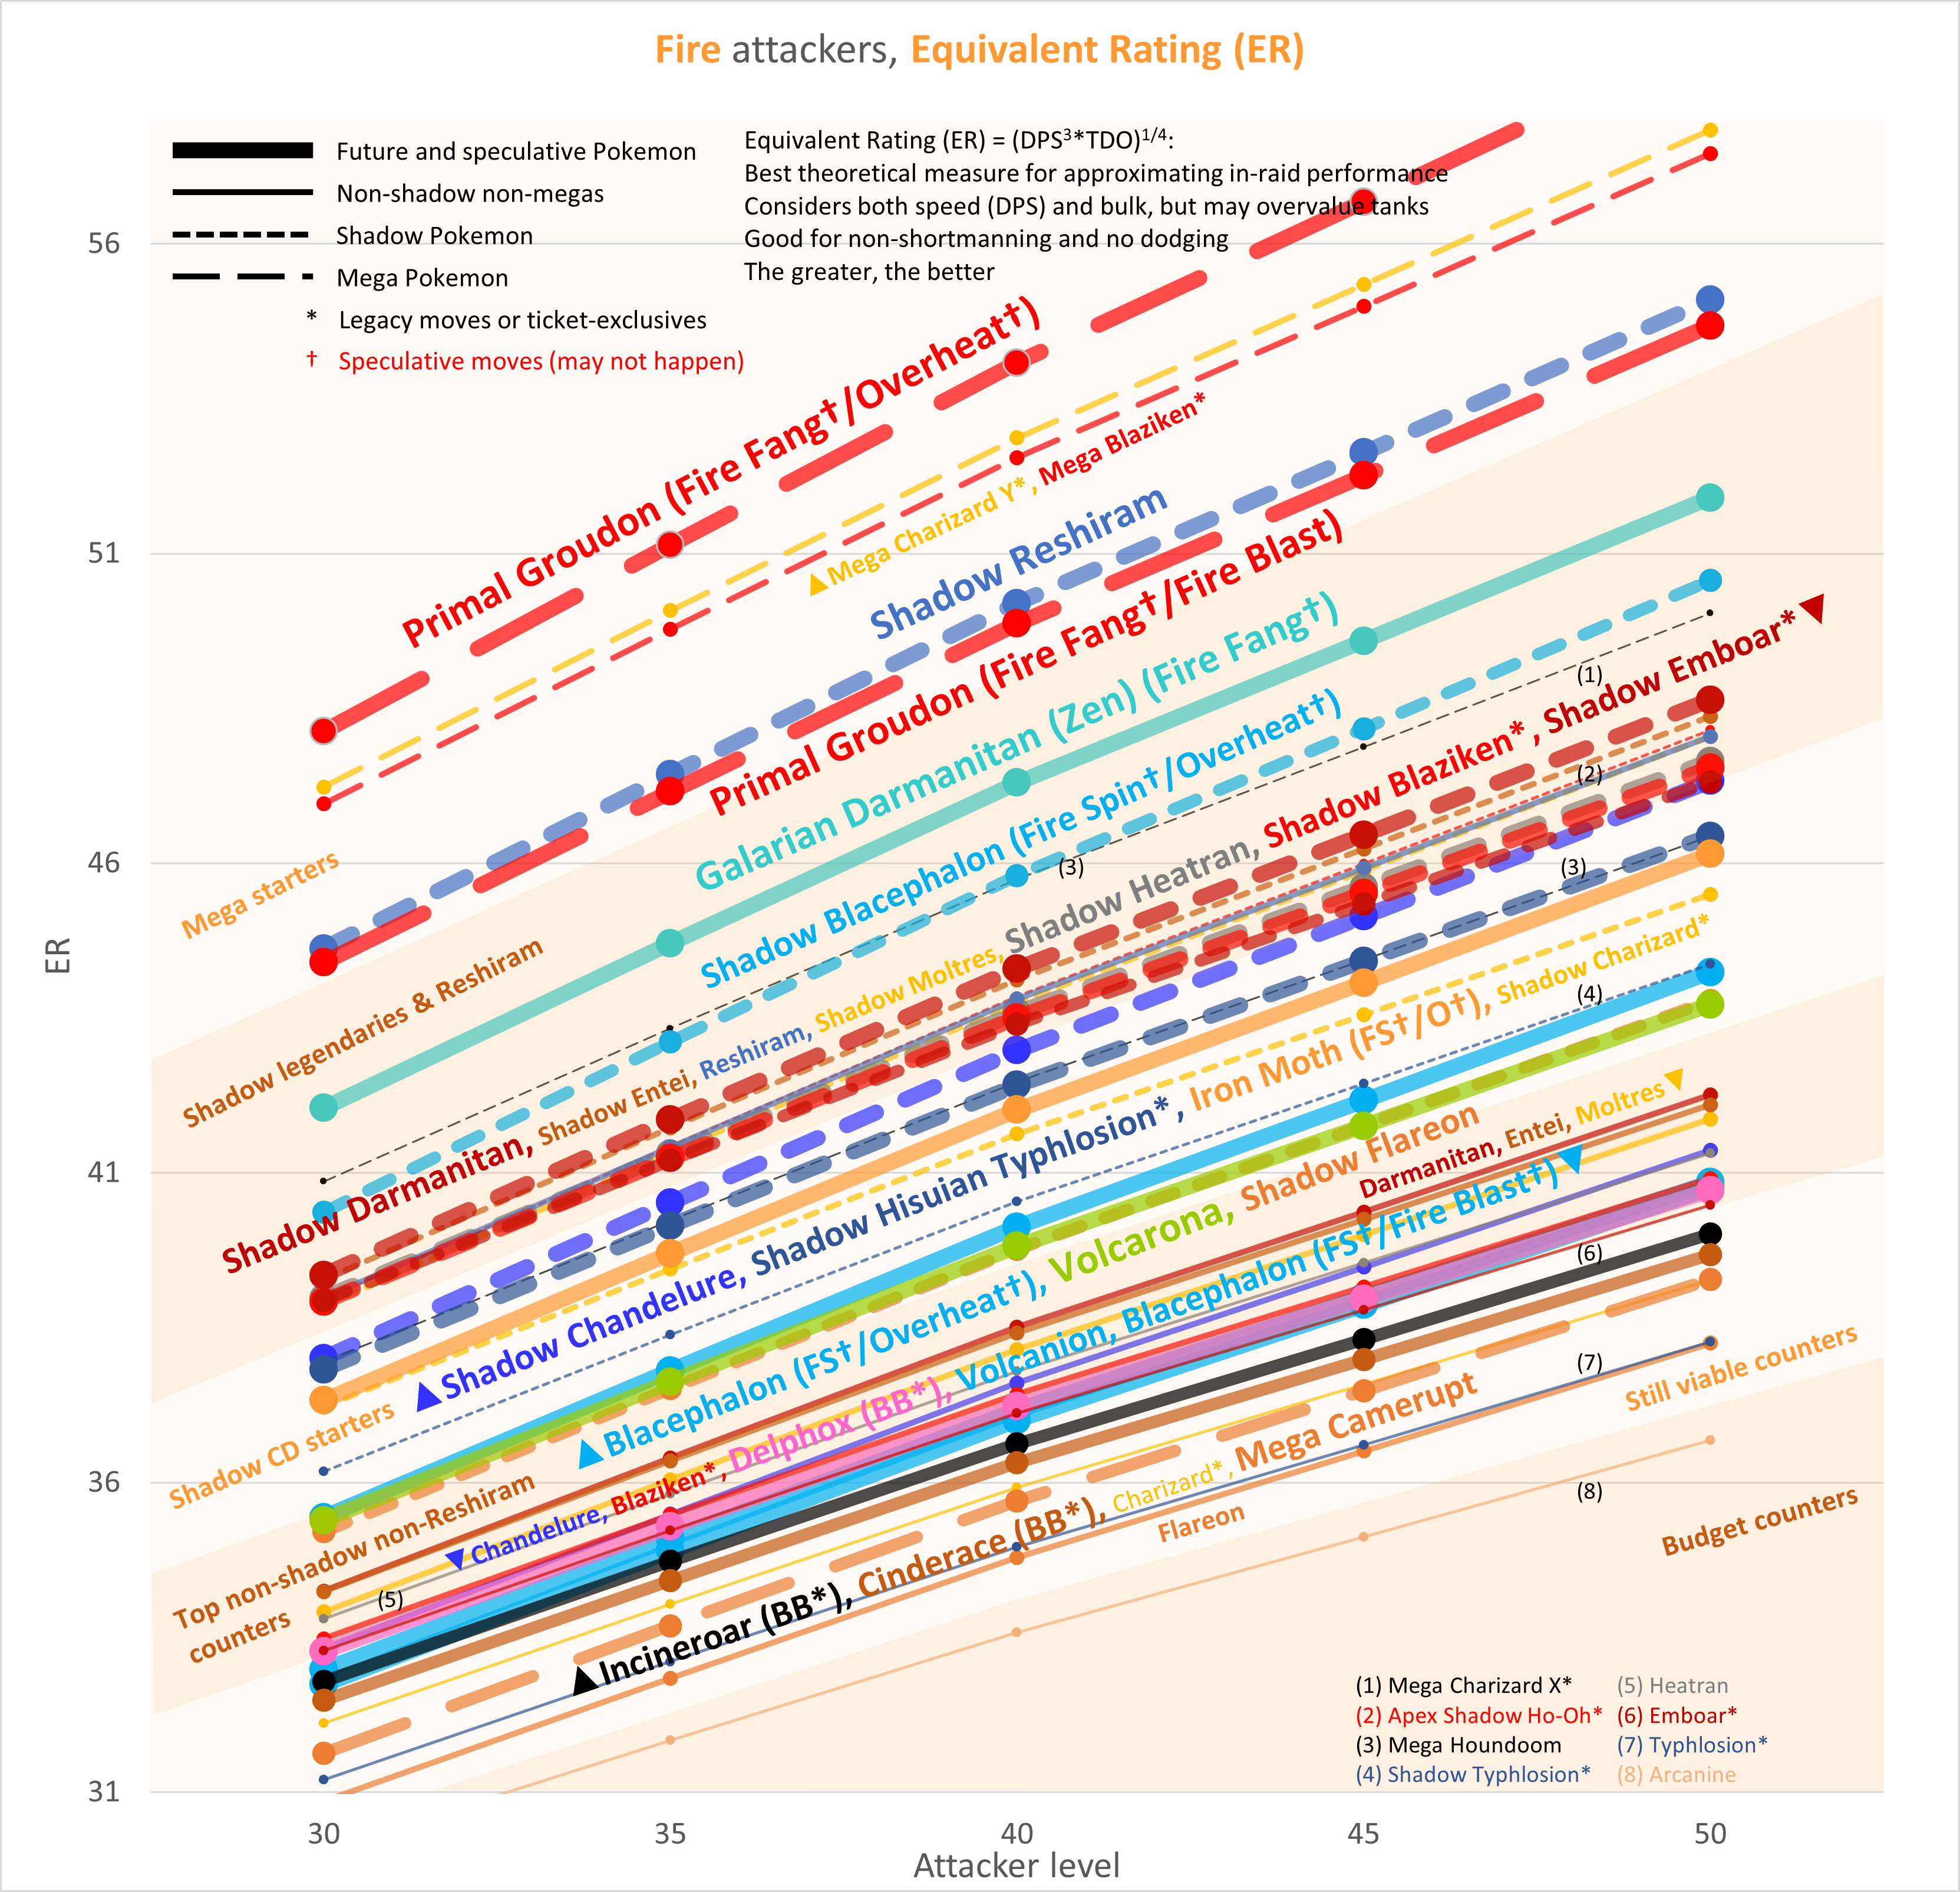 Fire attackers, Equivalent Rating (ER)
Future and speculative Pokemon
Non-shadow non-megas
Shadow Pokemon
Mega Pokemon
* Legacy moves or ticket-exclusives
† Speculative moves (may not happen)
Equivalent Rating (ER) = (DPS³*TDO)¹/⁴:
Best theoretical measure for approximating in-raid performance
Considers both speed (DPS) and bulk, but may overvalue tanks
Good for non-shortmanning and no dodging
The greater, the better
56
51
46
41
36
31
ER
Primal Groudon (Fire Fang†/Overheat†)
▲Mega Charizard Y*, Mega Blaziken*
Shadow Reshiram
Primal Groudon (Fire Fang†/Fire Blast)
Galarian Darmanitan (Zen) (Fire Fang†)
Shadow Blacephalon (Fire Spin†/Overheat†)
Mega starters
Shadow legendaries & Reshiram
Shadow Darmanitan, Shadow Entei, Reshiram, Shadow Moltres, Shadow Heatran, Shadow Blaziken*, Shadow Emboar*▼
(1)
(2)
(3)
(3)
(4)
▲Shadow Chandelure, Shadow Hisuian Typhlosion*, Iron Moth (FS†/O†), Shadow Charizard*
Shadow CD starters
▲Blacephalon (FS†/Overheat†), Volcarona, Shadow Flareon
Darmanitan, Entei, Moltres▼
Top non-shadow non-Reshiram
counters
▼Chandelure, Blaziken*, Delphox (BB*), Volcanion, Blacephalon (FS†/Fire Blast†)▼
(5)
(6)
(7)
(8)
▲Incineroar (BB*), Cinderace (BB*), Charizard*, Mega Camerupt
Flareon
Still viable counters
Budget counters
(1) Mega Charizard X*
(2) Apex Shadow Ho-Oh*
(3) Mega Houndoom
(4) Shadow Typhlosion*
(5) Heatran
(6) Emboar*
(7) Typhlosion*
(8) Arcanine
30
35
40
45
50
Attacker level